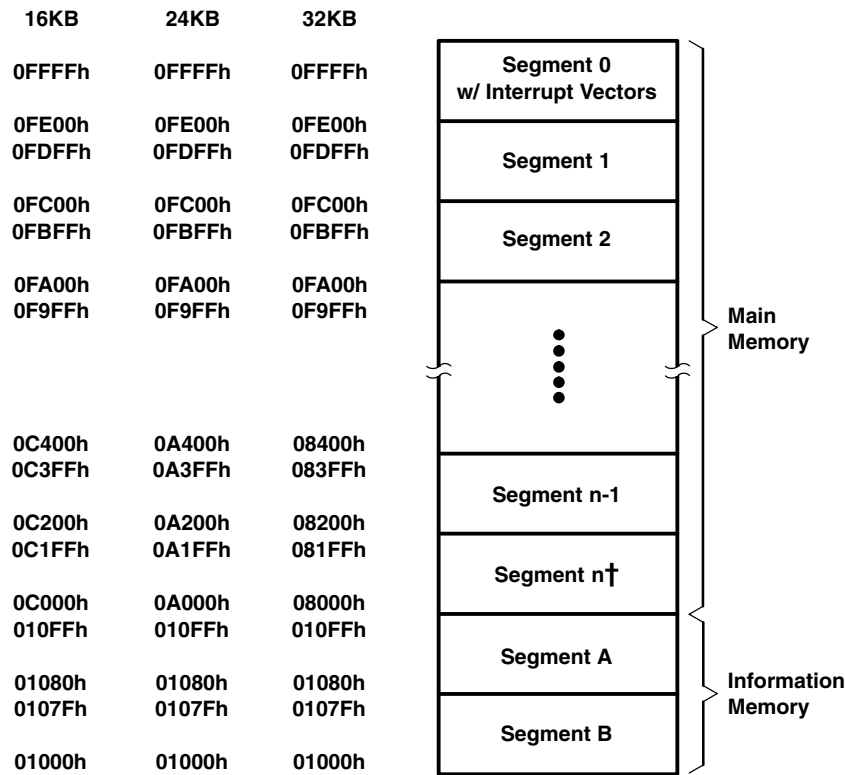 16KB 24KB 32KB
0FFFFh 0FFFFh 0FFFFh
Segment 0
w/ Interrupt Vectors
0FE00h 0FE00h 0FE00h
0FDFFh 0FDFFh 0FDFFh
Segment 1
0FC00h 0FC00h 0FC00h
0FBFFh 0FBFFh 0FBFFh
Segment 2
0FA00h 0FA00h 0FA00h
0F9FFh 0F9FFh 0F9FFh
Main
Memory
0C400h 0A400h 08400h
0C3FFh 0A3FFh 083FFh
Segment n-1
0C200h 0A200h 08200h
0C1FFh 0A1FFh 081FFh
Segment n†
0C000h 0A000h 08000h
010FFh 010FFh 010FFh
Segment A
01080h 01080h 01080h
0107Fh 0107Fh 0107Fh
Information
Memory
Segment B
01000h 01000h 01000h